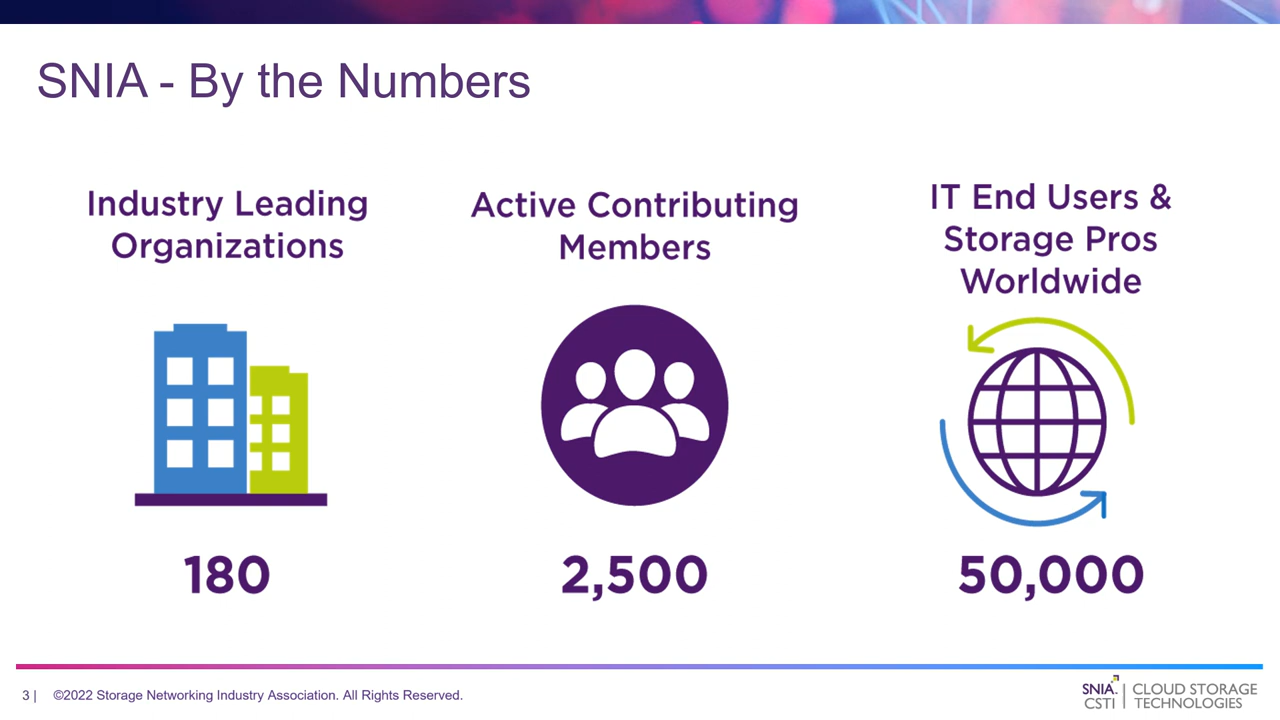 SNIA - By the Numbers
Industry Leading
Organizations
180
Active Contributing
Members
2,500
IT End Users &
Storage Pros
Worldwide
50,000
3 | ©2022 Storage Networking Industry Association. All Rights Reserved.
SNIA.
CSTI
CLOUD STORAGE
TECHNOLOGIES